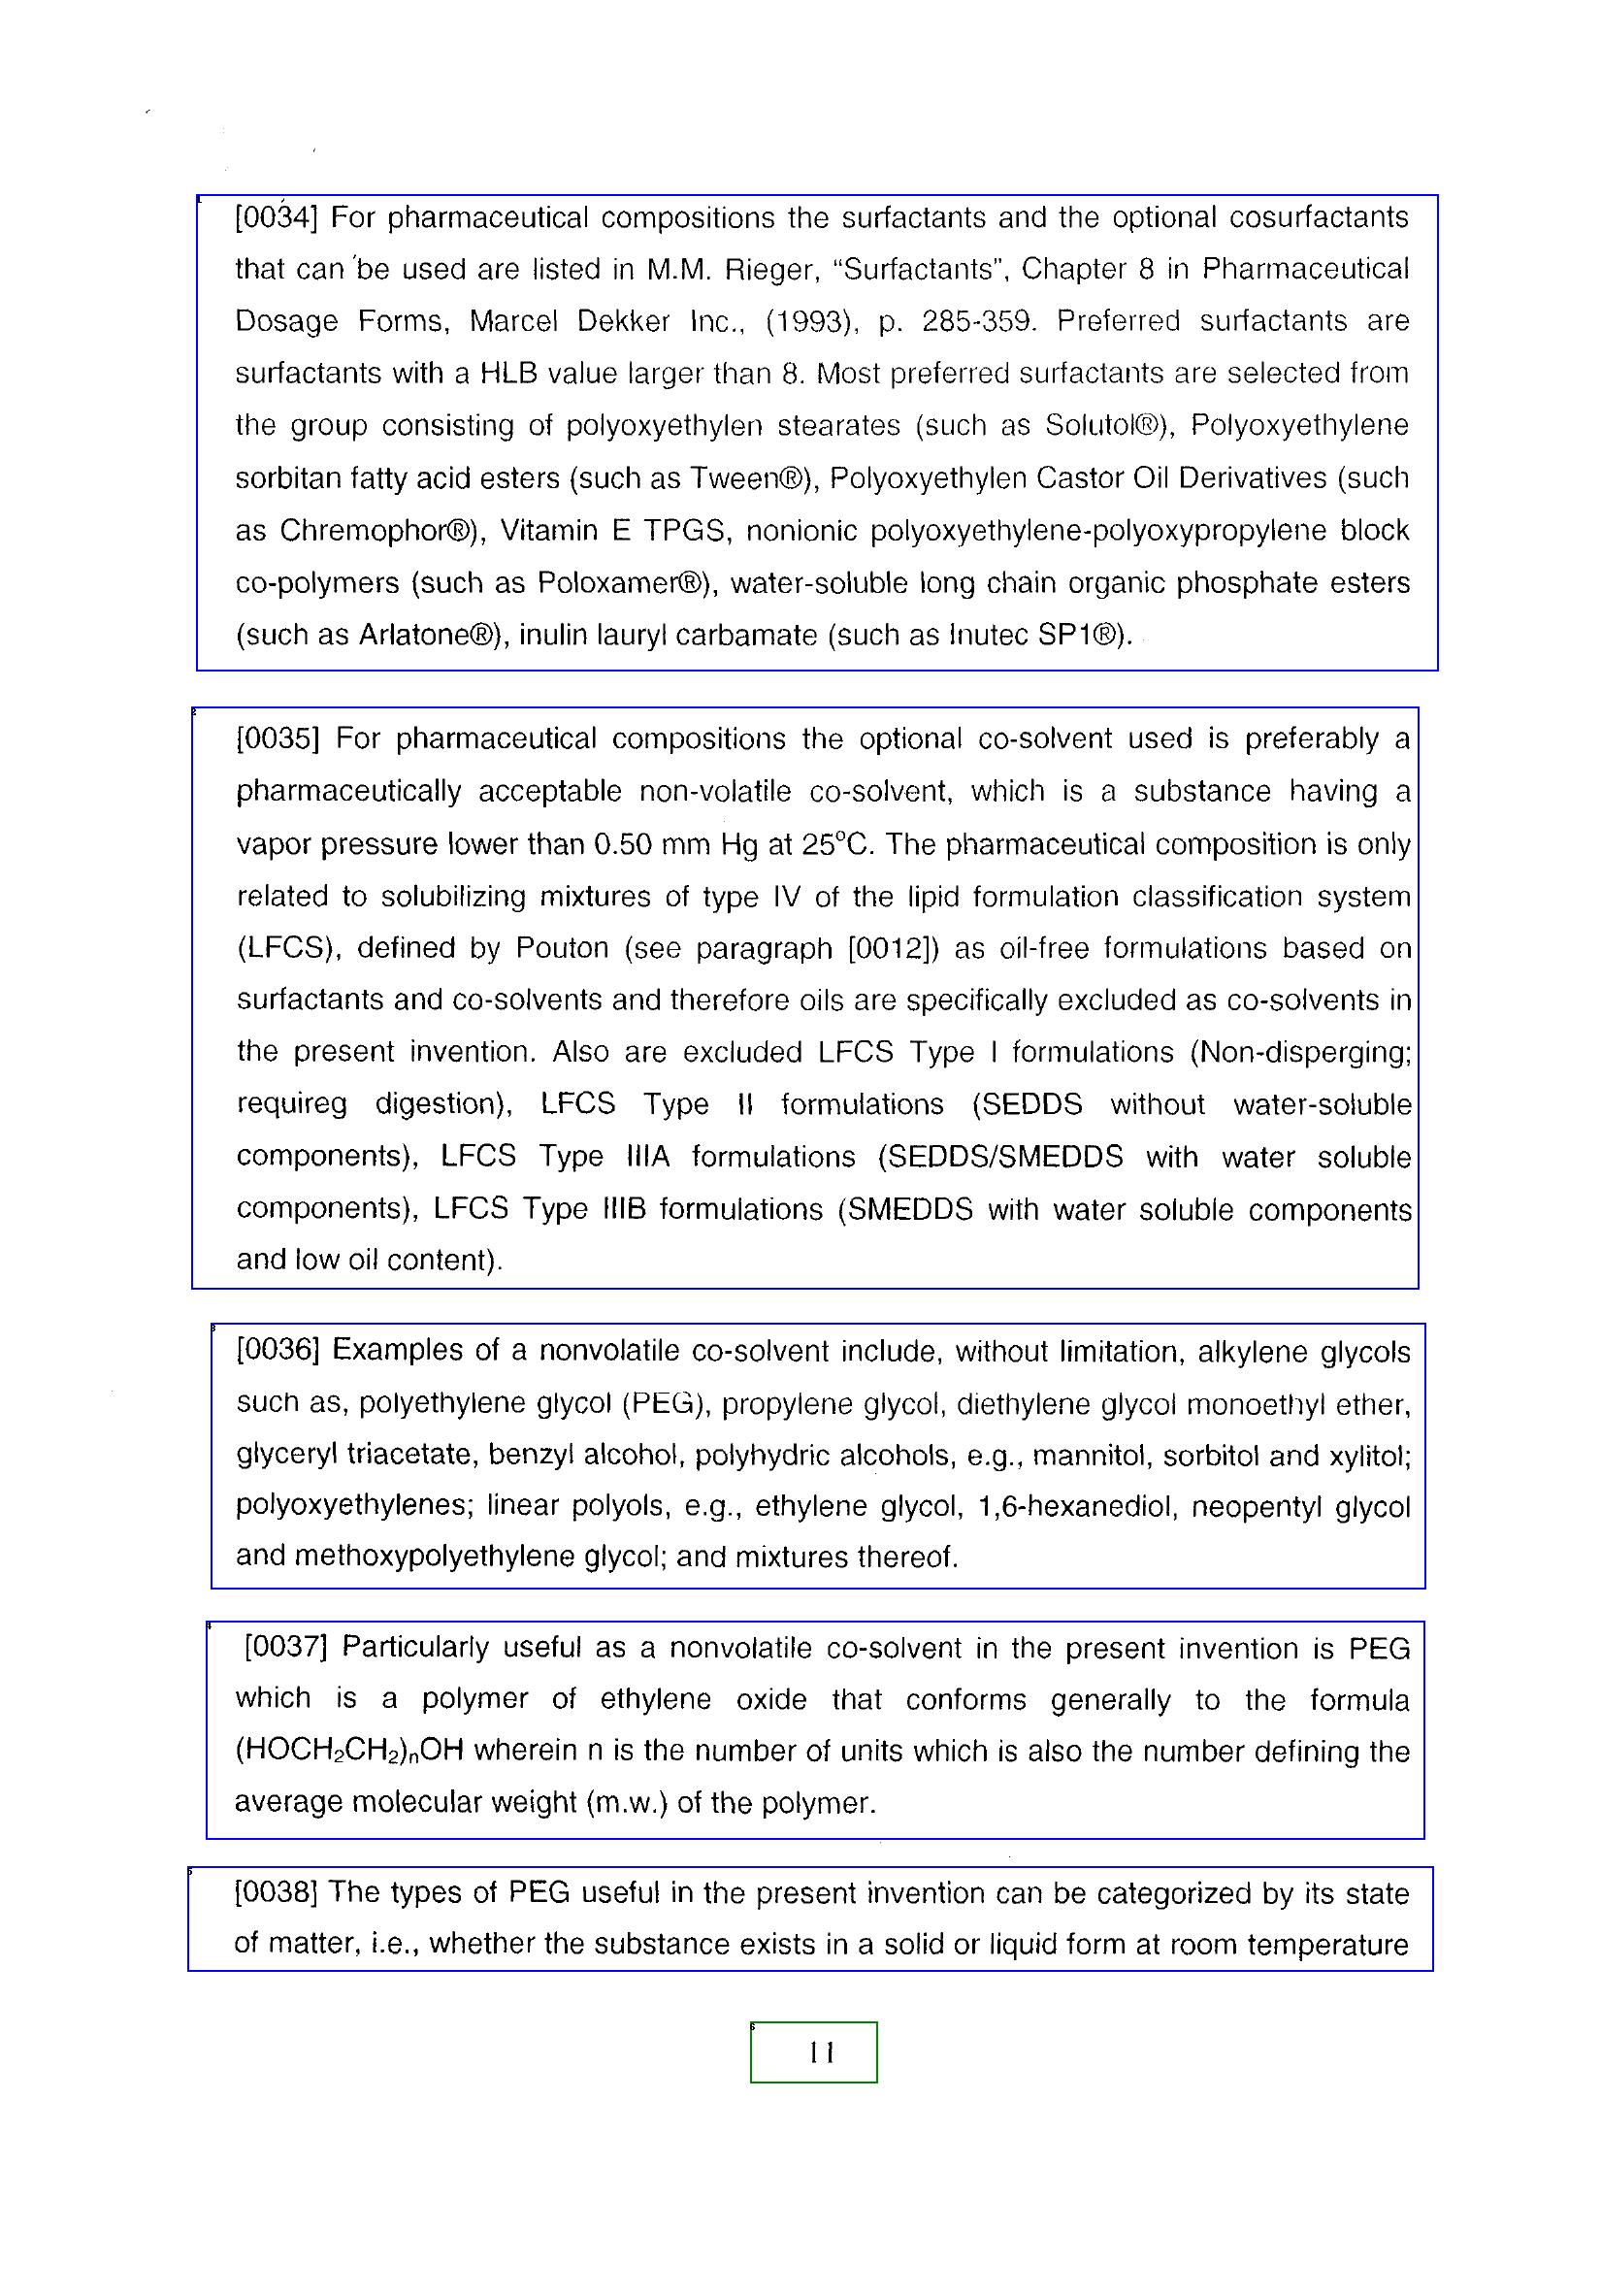 [0034] For pharmaceutical compositions the surfactants and the optional cosurfactants
that can be used are listed in M.M. Rieger, “Surfactants”, Chapter 8 in Pharmaceutical
Dosage Forms, Marcel Dekker Inc., (1993), p. 285-359. Preferred surfactants are
surfactants with a HLB value larger than 8. Most preferred surfactants are selected from
the group consisting of polyoxyethylen stearates (such as Solutol®), Polyoxyethylene
sorbitan fatty acid esters (such as Tween®), Polyoxyethylen Castor Oil Derivatives (such
as Chremophor®), Vitamin E TPGS, nonionic polyoxyethylene-polyoxypropylene block
co-polymers (such as Poloxamer®), water-soluble long chain organic phosphate esters
(such as Arlatone®), inulin lauryl carbamate (such as Inutec SP1®).
[0035] For pharmaceutical compositions the optional co-solvent used is preferably a
pharmaceutically acceptable non-volatile co-solvent, which is a substance having a
vapor pressure lower than 0.50 mm Hg at 25ºC. The pharmaceutical composition is only
related to solubilizing mixtures of type IV of the lipid formulation classification system
(LFCS), defined by Pouton (see paragraph [0012]) as oil-free formulations based on
surfactants and co-solvents and therefore oils are specifically excluded as co-solvents in
the present invention. Also are excluded LFCS Type I formulations (Non-disperging;
requireg digestion), LFCS Type II formulations (SEDDS without water-soluble
components), LFCS Type IIIA formulations (SEDDS/SMEDDS with water soluble
components), LFCS Type IIIB formulations (SMEDDS with water soluble components
and low oil content).
[0036] Examples of a nonvolatile co-solvent include, without limitation, alkylene glycols
such as, polyethylene glycol (PEG), propylene glycol, diethylene glycol monoethyl ether,
glyceryl triacetate, benzyl alcohol, polyhydric alcohols, e.g., mannitol, sorbitol and xylitol;
polyoxyethylenes; linear polyols, e.g., ethylene glycol, 1,6-hexanediol, neopentyl glycol
and methoxypolyethylene glycol; and mixtures thereof.
[0037] Particularly useful as a nonvolatile co-solvent in the present invention is PEG
which is a polymer of ethylene oxide that conforms generally to the formula
(HOCH₂CH₂)ₙOH wherein n is the number of units which is also the number defining the
average molecular weight (m.w.) of the polymer.
[0038] The types of PEG useful in the present invention can be categorized by its state
of matter, i.e., whether the substance exists in a solid or liquid form at room temperature
11